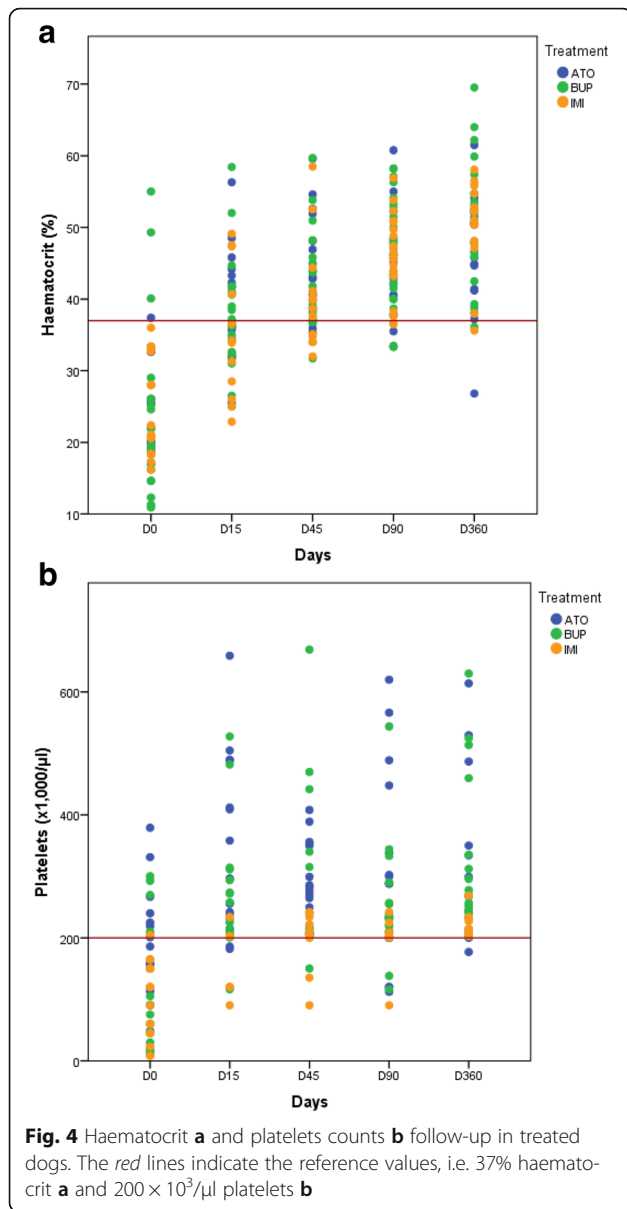 a
Treatment
ATO
BUP
IMI
70
60
50
40
30
20
10
Haematocrit (%)
D0 D15 D45 D90 D360
Days
b
Treatment
ATO
BUP
IMI
600
400
200
0
Platelets (x1,000/µl)
D0 D15 D45 D90 D360
Days
Fig. 4 Haematocrit a and platelets counts b follow-up in treated
dogs. The red lines indicate the reference values, i.e. 37% haemato-
crit a and 200 × 10³/µl platelets b